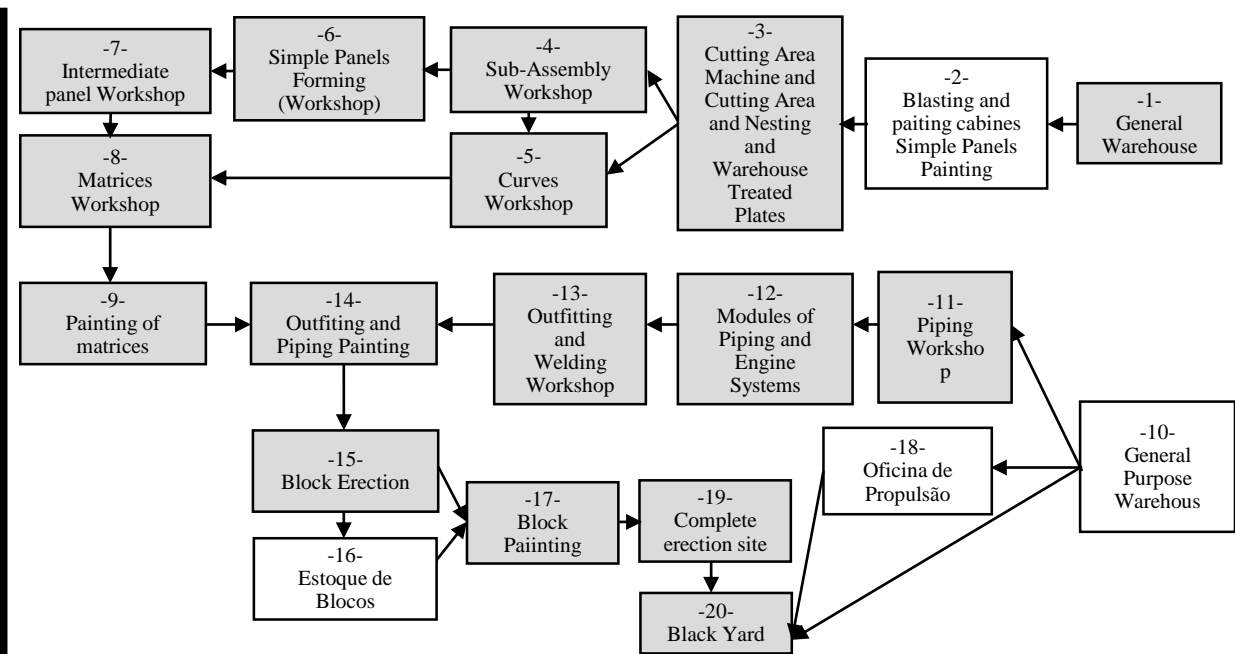 -7-
Intermediate
panel Workshop
-6-
Simple Panels
Forming
(Workshop)
-4-
Sub-Assembly
Workshop
-3-
Cutting Area
Machine and
Cutting Area
and Nesting
and
Warehouse
Treated
Plates
-2-
Blasting and
paiting cabines
Simple Panels
Painting
-1-
General
Warehouse
-8-
Matrices
Workshop
-5-
Curves
Workshop
-9-
Painting of
matrices
-14-
Outfiting and
Piping Painting
-13-
Outfitting
and
Welding
Workshop
-12-
Modules of
Piping and
Engine
Systems
-11-
Piping
Worksho
p
-10-
General
Purpose
Warehous
-15-
Block Erection
-16-
Estoque de
Blocos
-17-
Block
Paiinting
-19-
Complete
erection site
-18-
Oficina de
Propulsão
-20-
Black Yard